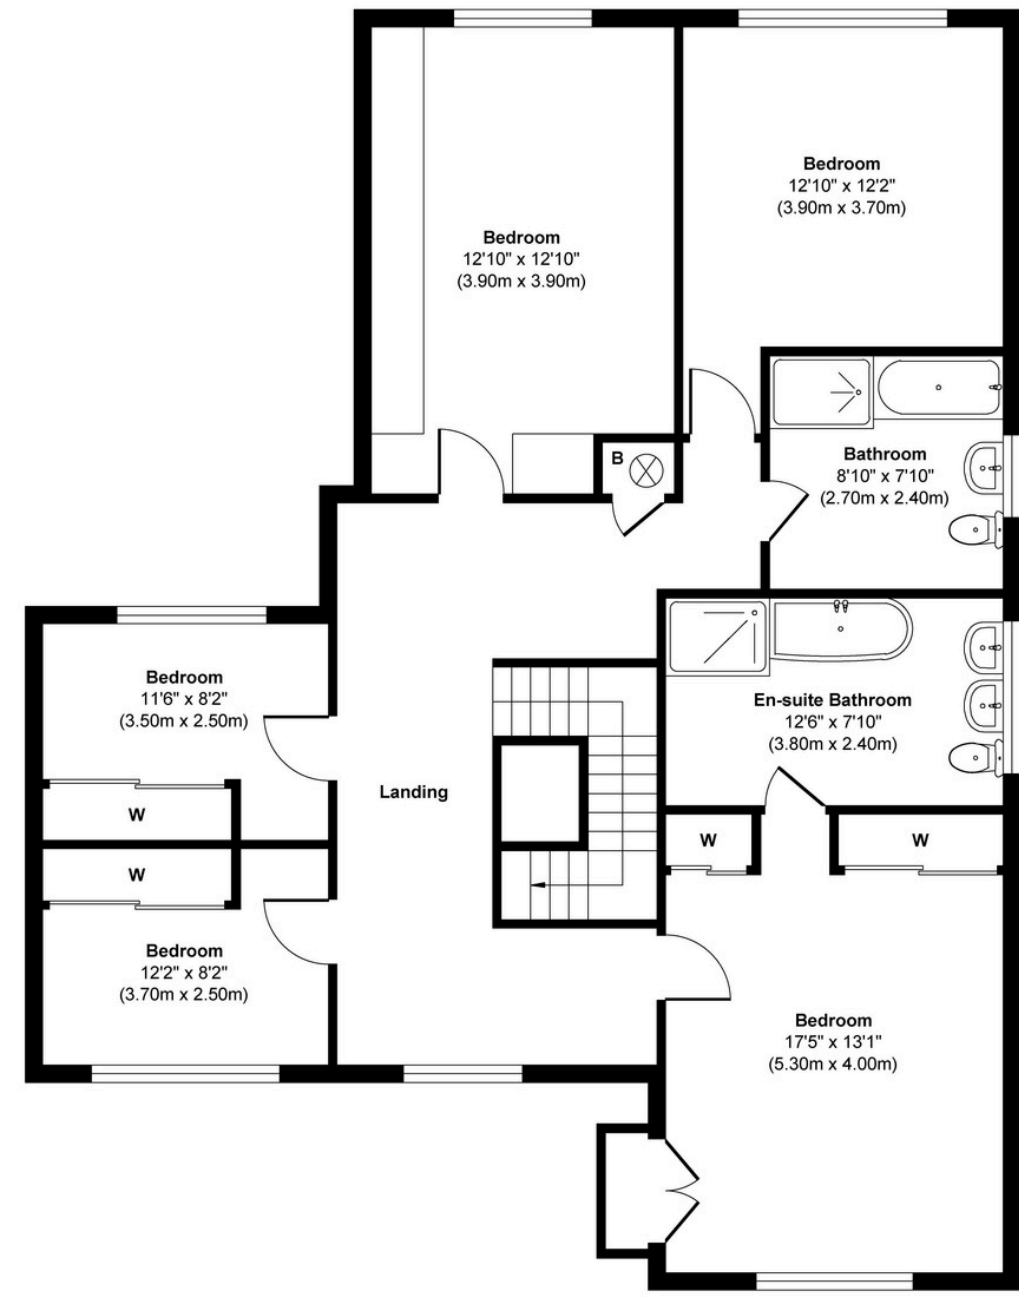 Bedroom
12'10" x 12'2"
(3.90m x 3.70m)
Bedroom
12'10" x 12'10"
(3.90m x 3.90m)
B
Bathroom
8'10" x 7'10"
(2.70m x 2.40m)
Bedroom
11'6" x 8'2"
(3.50m x 2.50m)
En-suite Bathroom
12'6" x 7'10"
(3.80m x 2.40m)
Landing
W
W
W
W
Bedroom
12'2" x 8'2"
(3.70m x 2.50m)
Bedroom
17'5" x 13'1"
(5.30m x 4.00m)